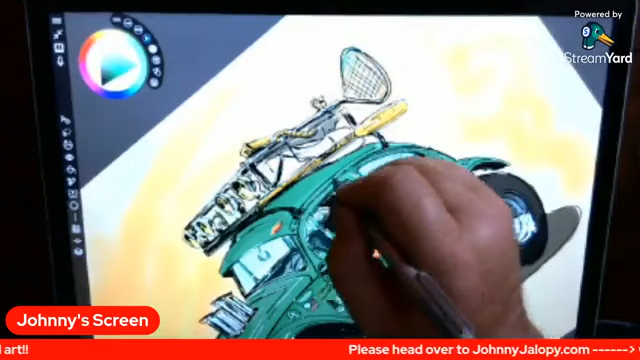 Powered by
StreamYard
Johnny's Screen
l art!!
Please head over to JohnnyJalopy.com ------>